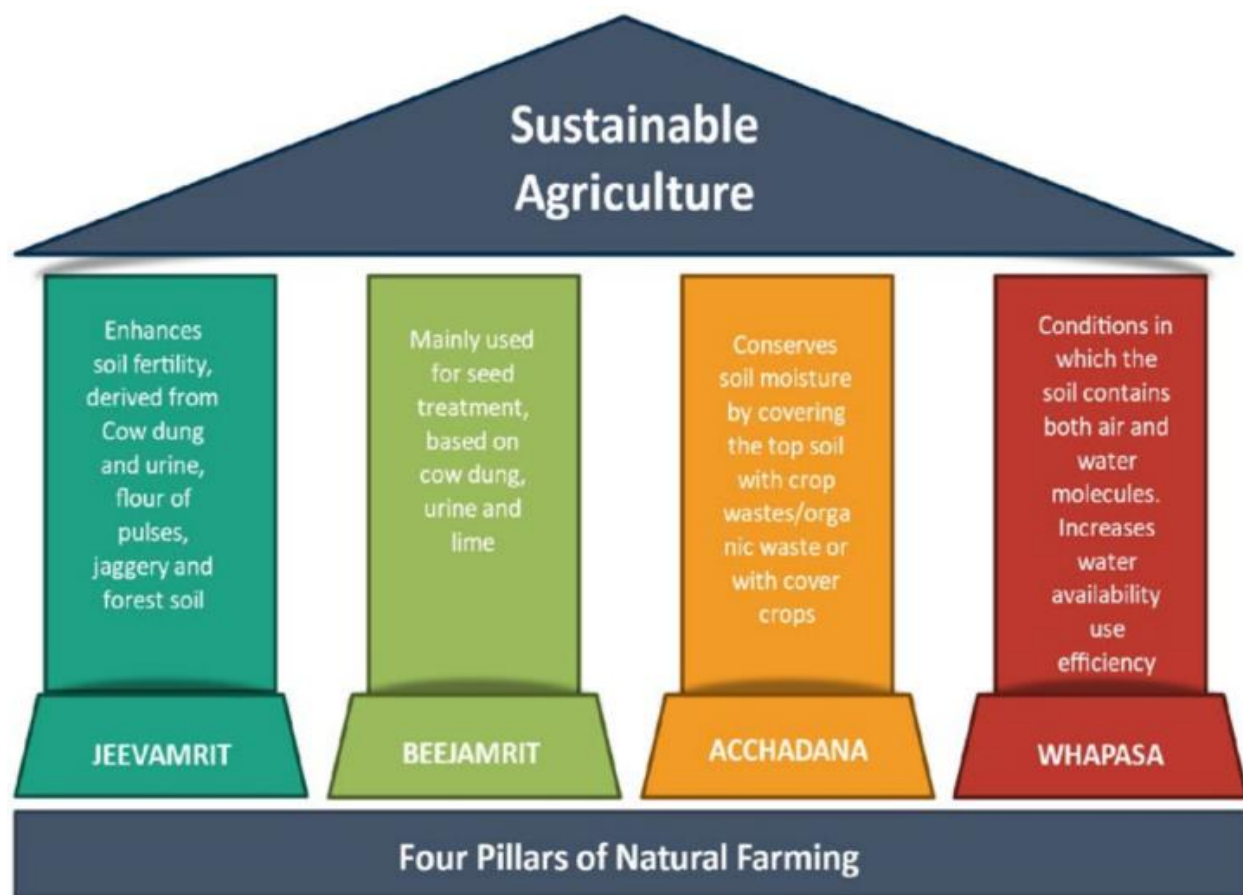 Sustainable
Agriculture
Enhances
soil fertility,
derived from
Cow dung
and urine,
flour of
pulses,
jaggery and
forest soil
JEEVAMRIT
Mainly used
for seed
treatment,
based on
cow dung,
urine and
lime
BEEJAMRIT
Conserves
soil moisture
by covering
the top soil
with crop
wastes/orga
nic waste or
with cover
crops
ACCHADANA
Conditions in
which the
soil contains
both air and
water
molecules.
Increases
water
availability
use
efficiency
WHAPASA
Four Pillars of Natural Farming